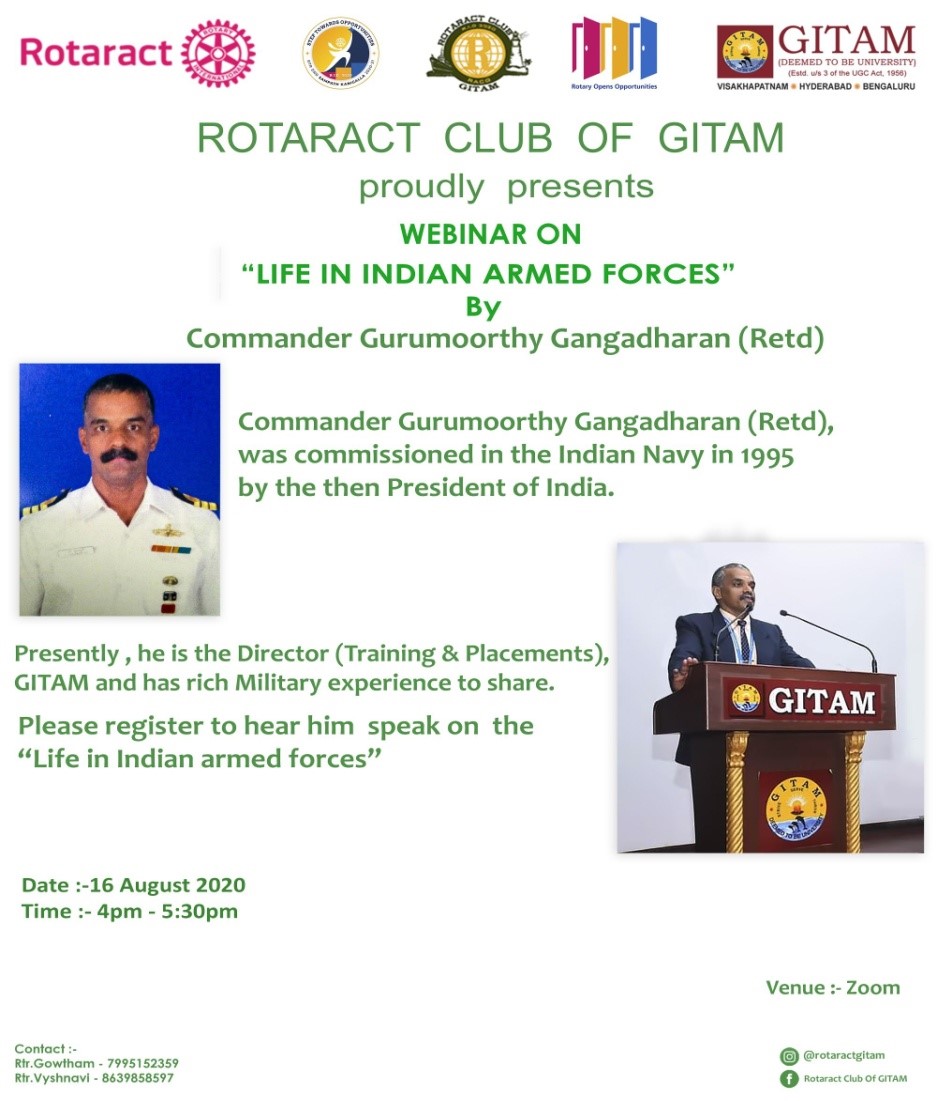 Rotaract
ROTARY
INTERNATIONAL
STEP TOWARDS OPPORTUNITIES
ROTARACT CLUB
R
GITAM
Rotary Opens Opportunities
GITAM
(DEEMED TO BE UNIVERSITY)
(Estd. u/s 3 of the UGC Act, 1956)
VISAKHAPATNAM * HYDERABAD * BENGALURU
ROTARACT CLUB OF GITAM
proudly presents
WEBINAR ON
“LIFE IN INDIAN ARMED FORCES”
By
Commander Gurumoorthy Gangadharan (Retd)
Commander Gurumoorthy Gangadharan (Retd),
was commissioned in the Indian Navy in 1995
by the then President of India.
Presently , he is the Director (Training & Placements),
GITAM and has rich Military experience to share.
Please register to hear him speak on the
“Life in Indian armed forces”
GITAM
GITAM
DEEMED TO BE UNIVERSITY
Date :-16 August 2020
Time :- 4pm - 5:30pm
Venue :- Zoom
Contact :-
Rtr.Gowtham - 7995152359
Rtr.Vyshnavi - 8639858597
@rotaractgitam
Rotaract Club Of GITAM